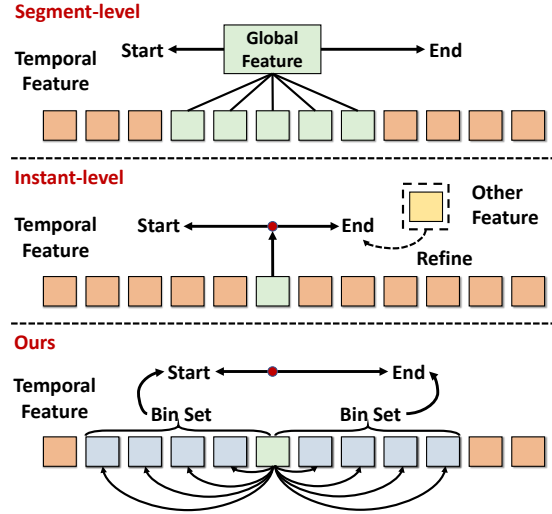 Segment-level
Temporal
Feature
Start
Global
Feature
End
Instant-level
Temporal
Feature
Start
End
Other
Feature
Refine
Ours
Temporal
Feature
Start
End
Bin Set
Bin Set